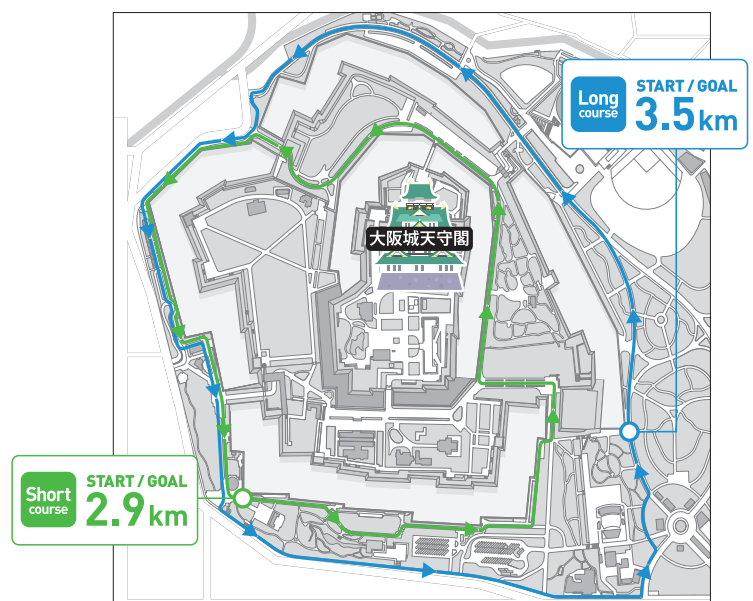 Long
course
START / GOAL
3.5km
大阪城天守閣
Short
course
START / GOAL
2.9km